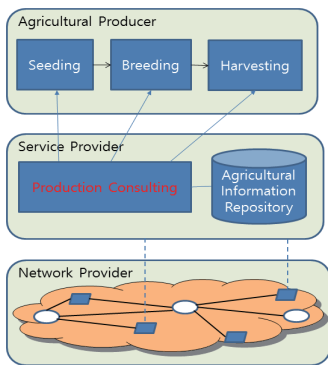 Agricultural Producer
Seeding
Breeding
Harvesting
Service Provider
Production Consulting
Agricultural
Information
Repository
Network Provider